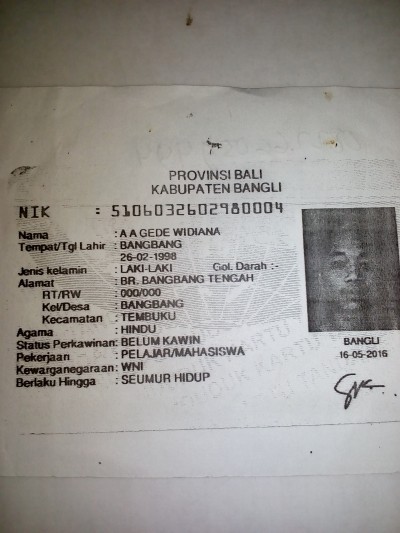 PROVINSI BALI
KABUPATEN BANGLI
NIK : 5106032602980004
Nama : A A GEDE WIDIANA
Tempat/Tgl Lahir : BANGBANG
26-02-1998
Jenis kelamin : LAKI-LAKI Gol. Darah :-
Alamat : BR. BANGBANG TENGAH
RT/RW : 000/000
Kel/Desa : BANGBANG
Kecamatan : TEMBUKU
Agama : HINDU
Status Perkawinan: BELUM KAWIN
Pekerjaan : PELAJAR/MAHASISWA
Kewarganegaraan: WNI
Berlaku Hingga : SEUMUR HIDUP
BANGLI
16-05-2016